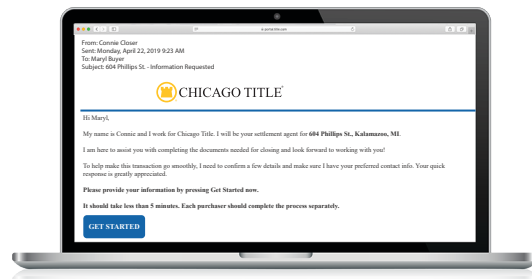 From: Connie Closer
Sent: Monday, April 22, 2019 9:23 AM
To: Maryl Buyer
Subject: 604 Phillips St. - Information Requested
CHICAGO TITLE
Hi Maryl,
My name is Connie and I work for Chicago Title. I will be your settlement agent for 604 Phillips St., Kalamazoo, MI.
I am here to assist you with completing the documents needed for closing and look forward to working with you!
To help make this transaction go smoothly, I need to confirm a few details and make sure I have your preferred contact info. Your quick
response is greatly appreciated.
Please provide your information by pressing Get Started now.
It should take less than 5 minutes. Each purchaser should complete the process separately.
GET STARTED